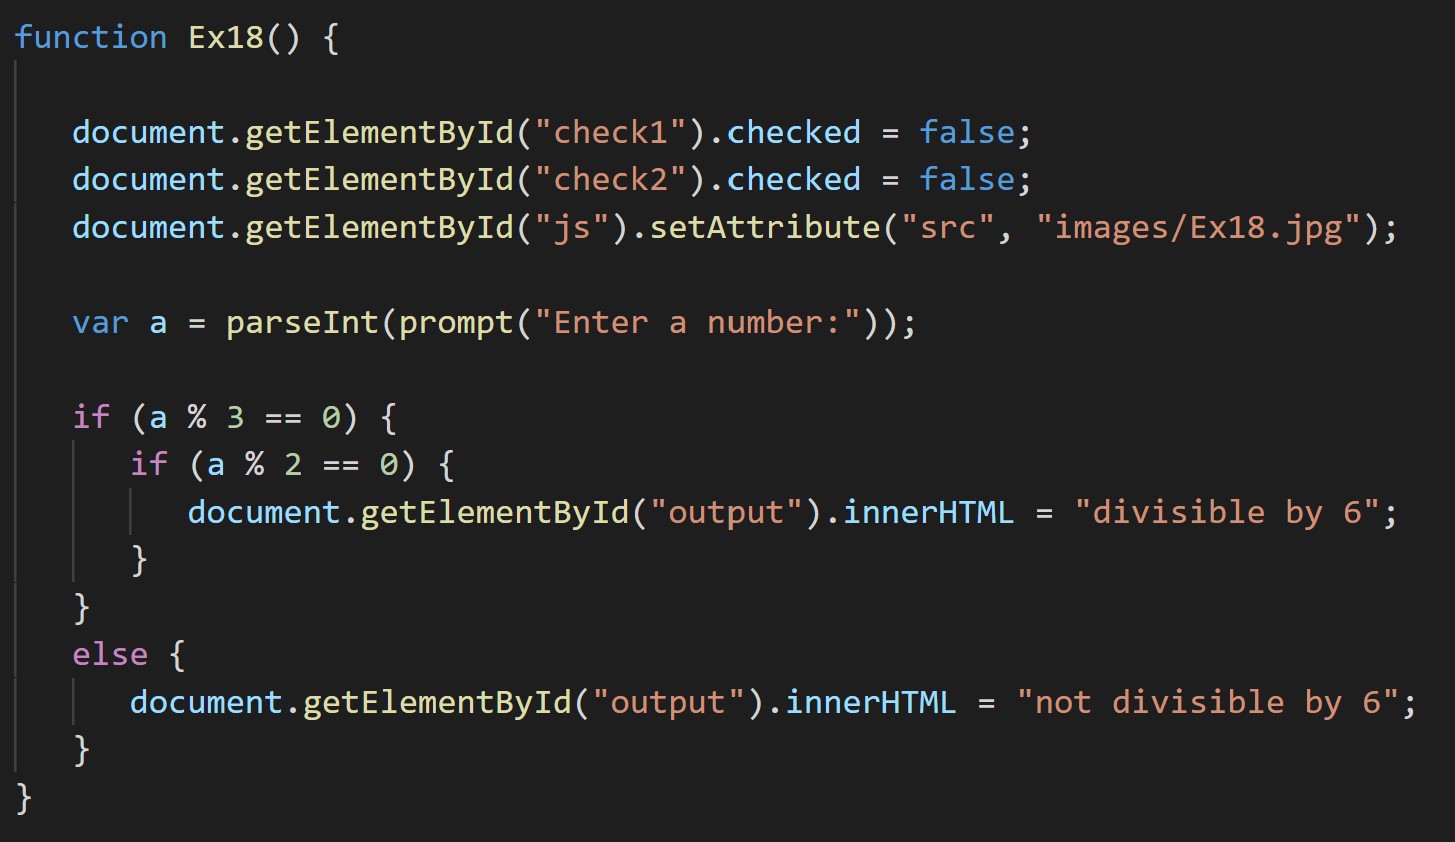 function Ex18() {
document.getElementById("check1").checked = false;
document.getElementById("check2").checked = false;
document.getElementById("js").setAttribute("src", "images/Ex18.jpg");
var a = parseInt(prompt("Enter a number:"));
if (a % 3 == 0) {
if (a % 2 == 0) {
document.getElementById("output").innerHTML = "divisible by 6";
}
}
else {
document.getElementById("output").innerHTML = "not divisible by 6";
}
}